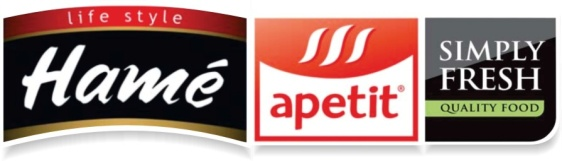 life style
Hamé
apetit®
SIMPLY
FRESH
QUALITY FOOD